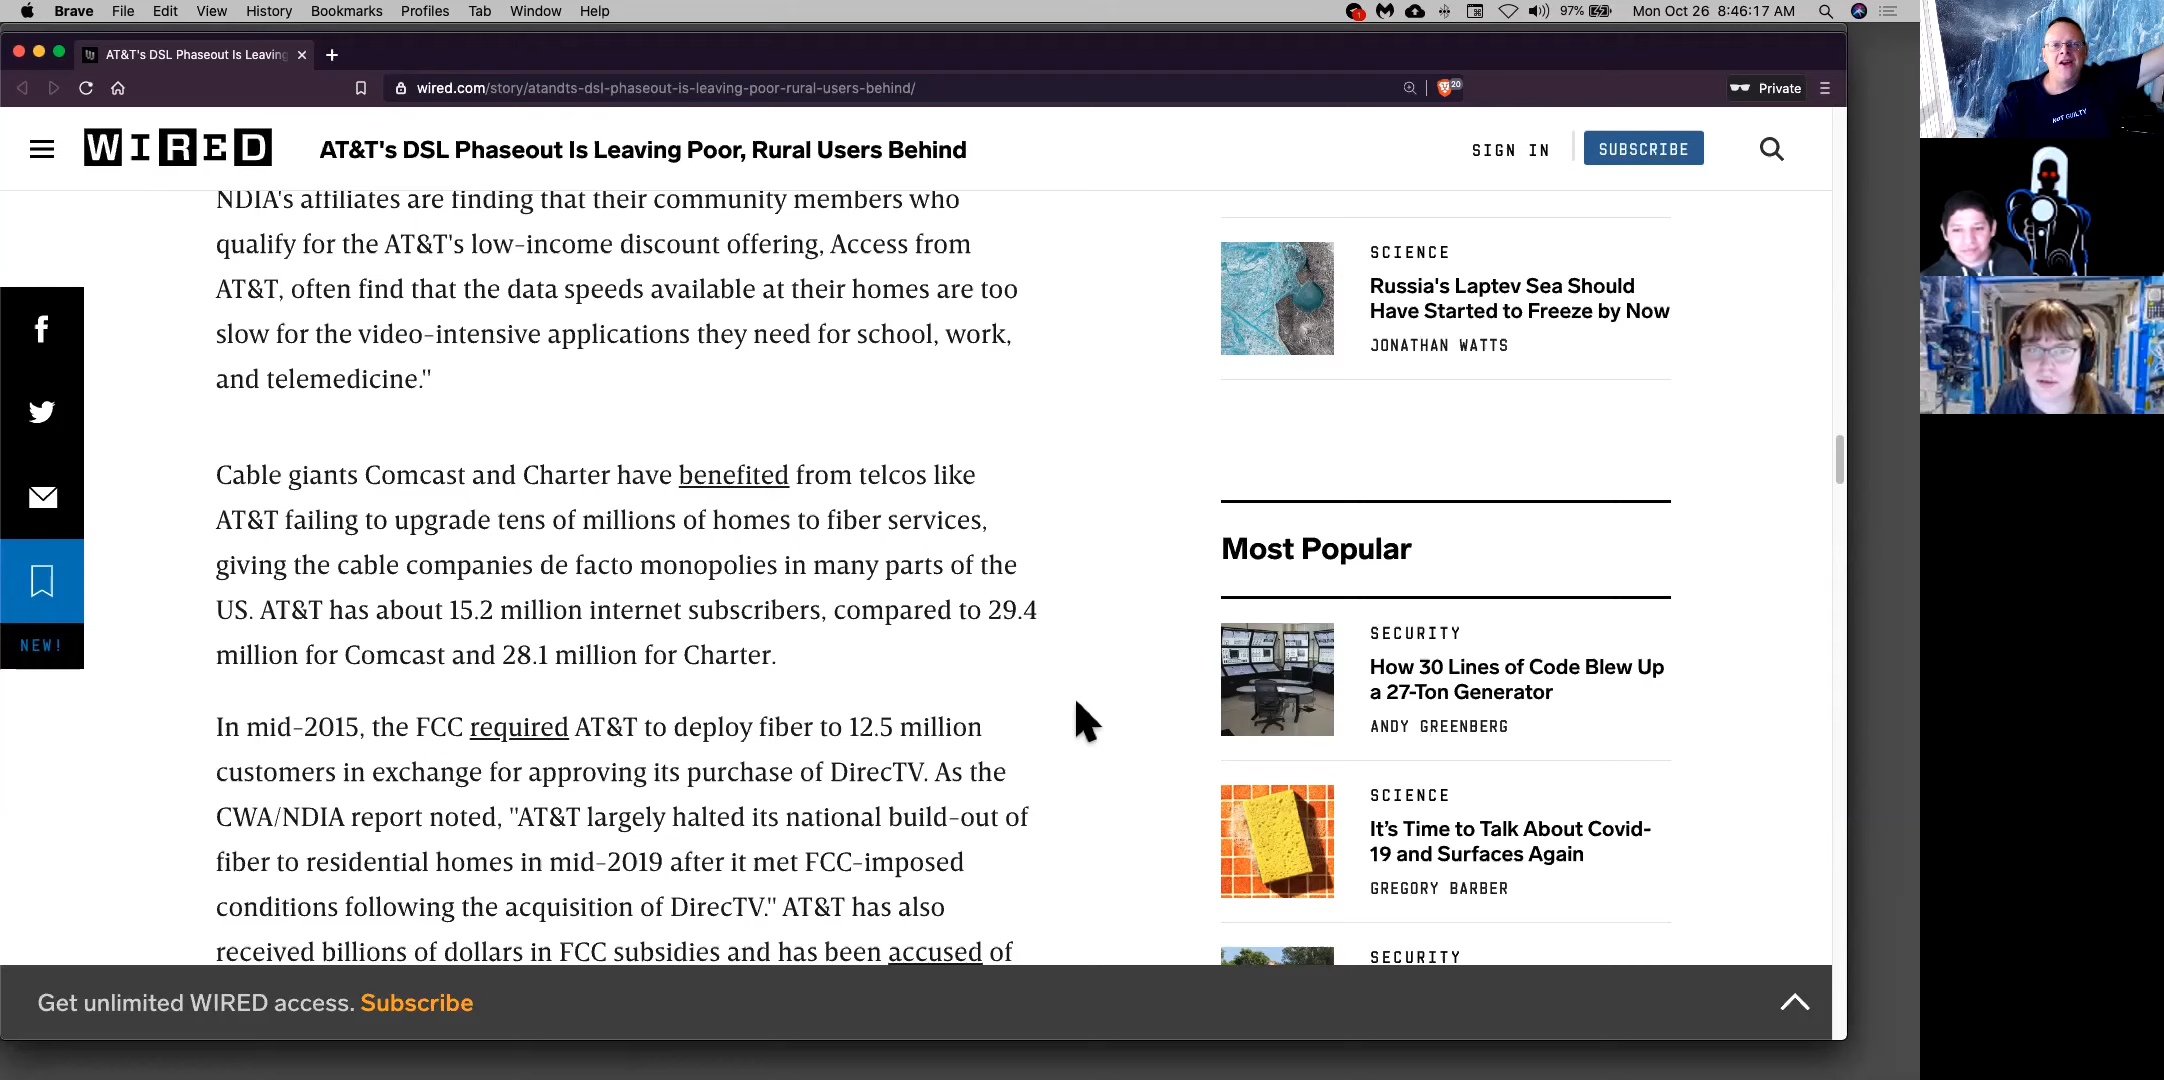 Brave File Edit View History Bookmarks Profiles Tab Window Help
97% Mon Oct 26 8:46:17 AM
AT&T's DSL Phaseout Is Leaving
wired.com/story/atandts-dsl-phaseout-is-leaving-poor-rural-users-behind/
20
Private
WIRED
AT&T's DSL Phaseout Is Leaving Poor, Rural Users Behind
SIGN IN
SUBSCRIBE
NDIA's affiliates are finding that their community members who
qualify for the AT&T's low-income discount offering, Access from
AT&T, often find that the data speeds available at their homes are too
slow for the video-intensive applications they need for school, work,
and telemedicine."
Cable giants Comcast and Charter have benefited from telcos like
AT&T failing to upgrade tens of millions of homes to fiber services,
giving the cable companies de facto monopolies in many parts of the
US. AT&T has about 15.2 million internet subscribers, compared to 29.4
million for Comcast and 28.1 million for Charter.
In mid-2015, the FCC required AT&T to deploy fiber to 12.5 million
customers in exchange for approving its purchase of DirecTV. As the
CWA/NDIA report noted, "AT&T largely halted its national build-out of
fiber to residential homes in mid-2019 after it met FCC-imposed
conditions following the acquisition of DirecTV." AT&T has also
received billions of dollars in FCC subsidies and has been accused of
NEW!
SCIENCE
Russia's Laptev Sea Should
Have Started to Freeze by Now
JONATHAN WATTS
Most Popular
SECURITY
How 30 Lines of Code Blew Up
a 27-Ton Generator
ANDY GREENBERG
SCIENCE
It's Time to Talk About Covid-
19 and Surfaces Again
GREGORY BARBER
SECURITY
Get unlimited WIRED access. Subscribe
NOT GUILTY